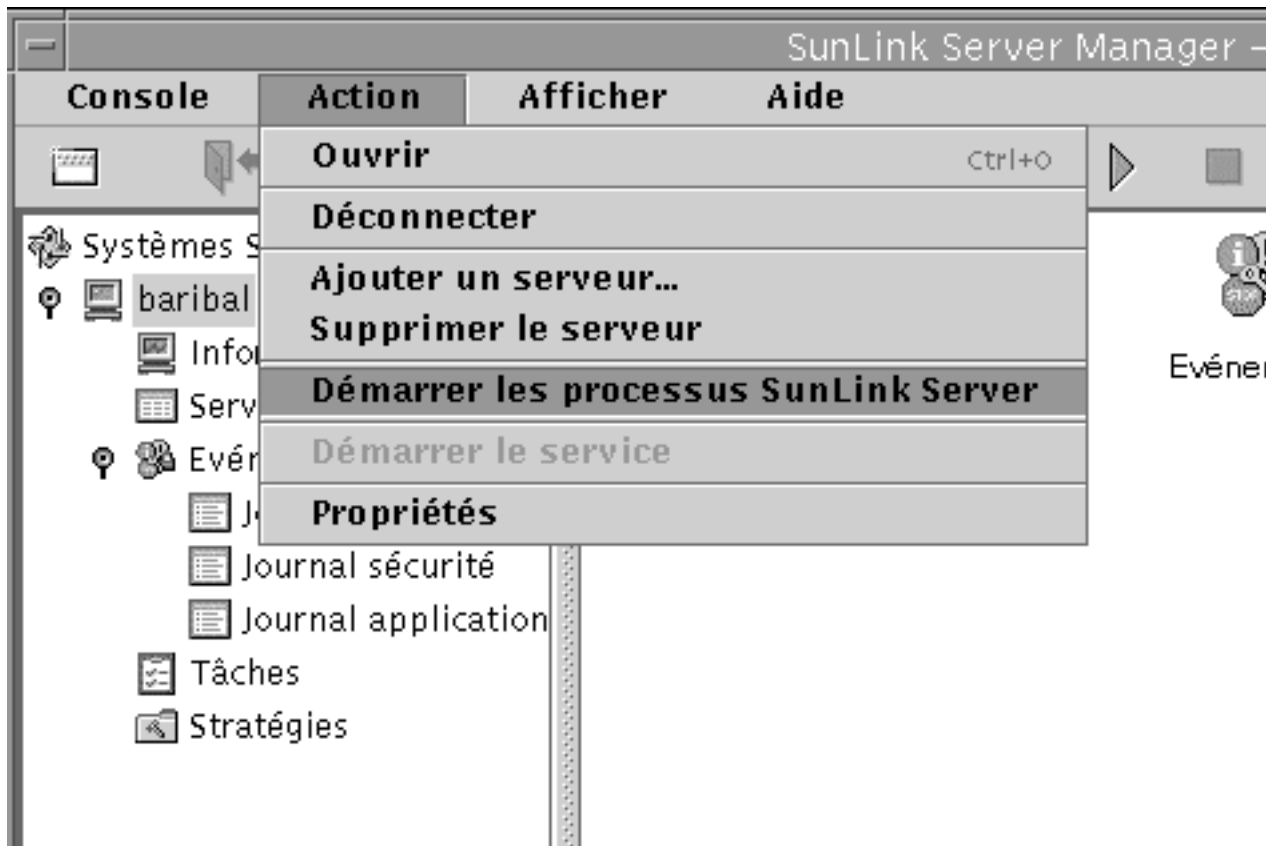 SunLink Server Manager –
Console Action Afficher Aide
Ouvrir Ctrl+O
Déconnecter
Ajouter un serveur...
Supprimer le serveur
Démarrer les processus SunLink Server
Démarrer le service
Propriétés
Systèmes
baribal
Journal sécurité
Journal application
Tâches
Stratégies